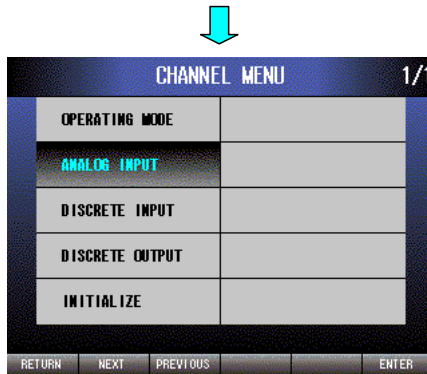 CHANNEL MENU 1/1
OPERATING MODE
ANALOG INPUT
DISCRETE INPUT
DISCRETE OUTPUT
INITIALIZE
RETURN NEXT PREVIOUS ENTER